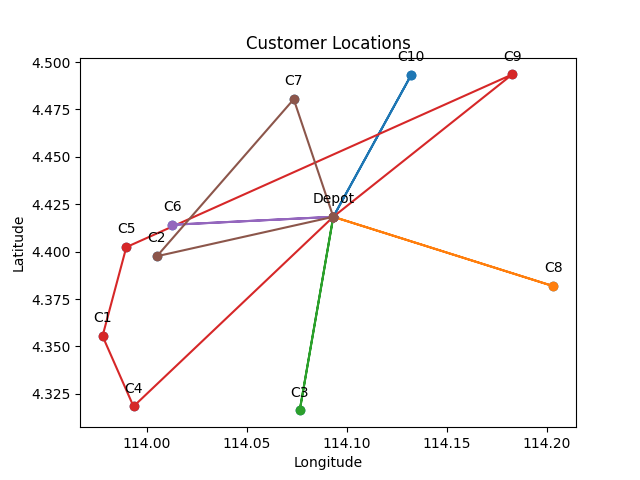 Customer Locations
C10
C9
C7
Depot
C6
C5
C2
C8
C1
C4
C3
4.500
4.475
4.450
4.425
4.400
4.375
4.350
4.325
Latitude
114.00
114.05
114.10
114.15
114.20
Longitude